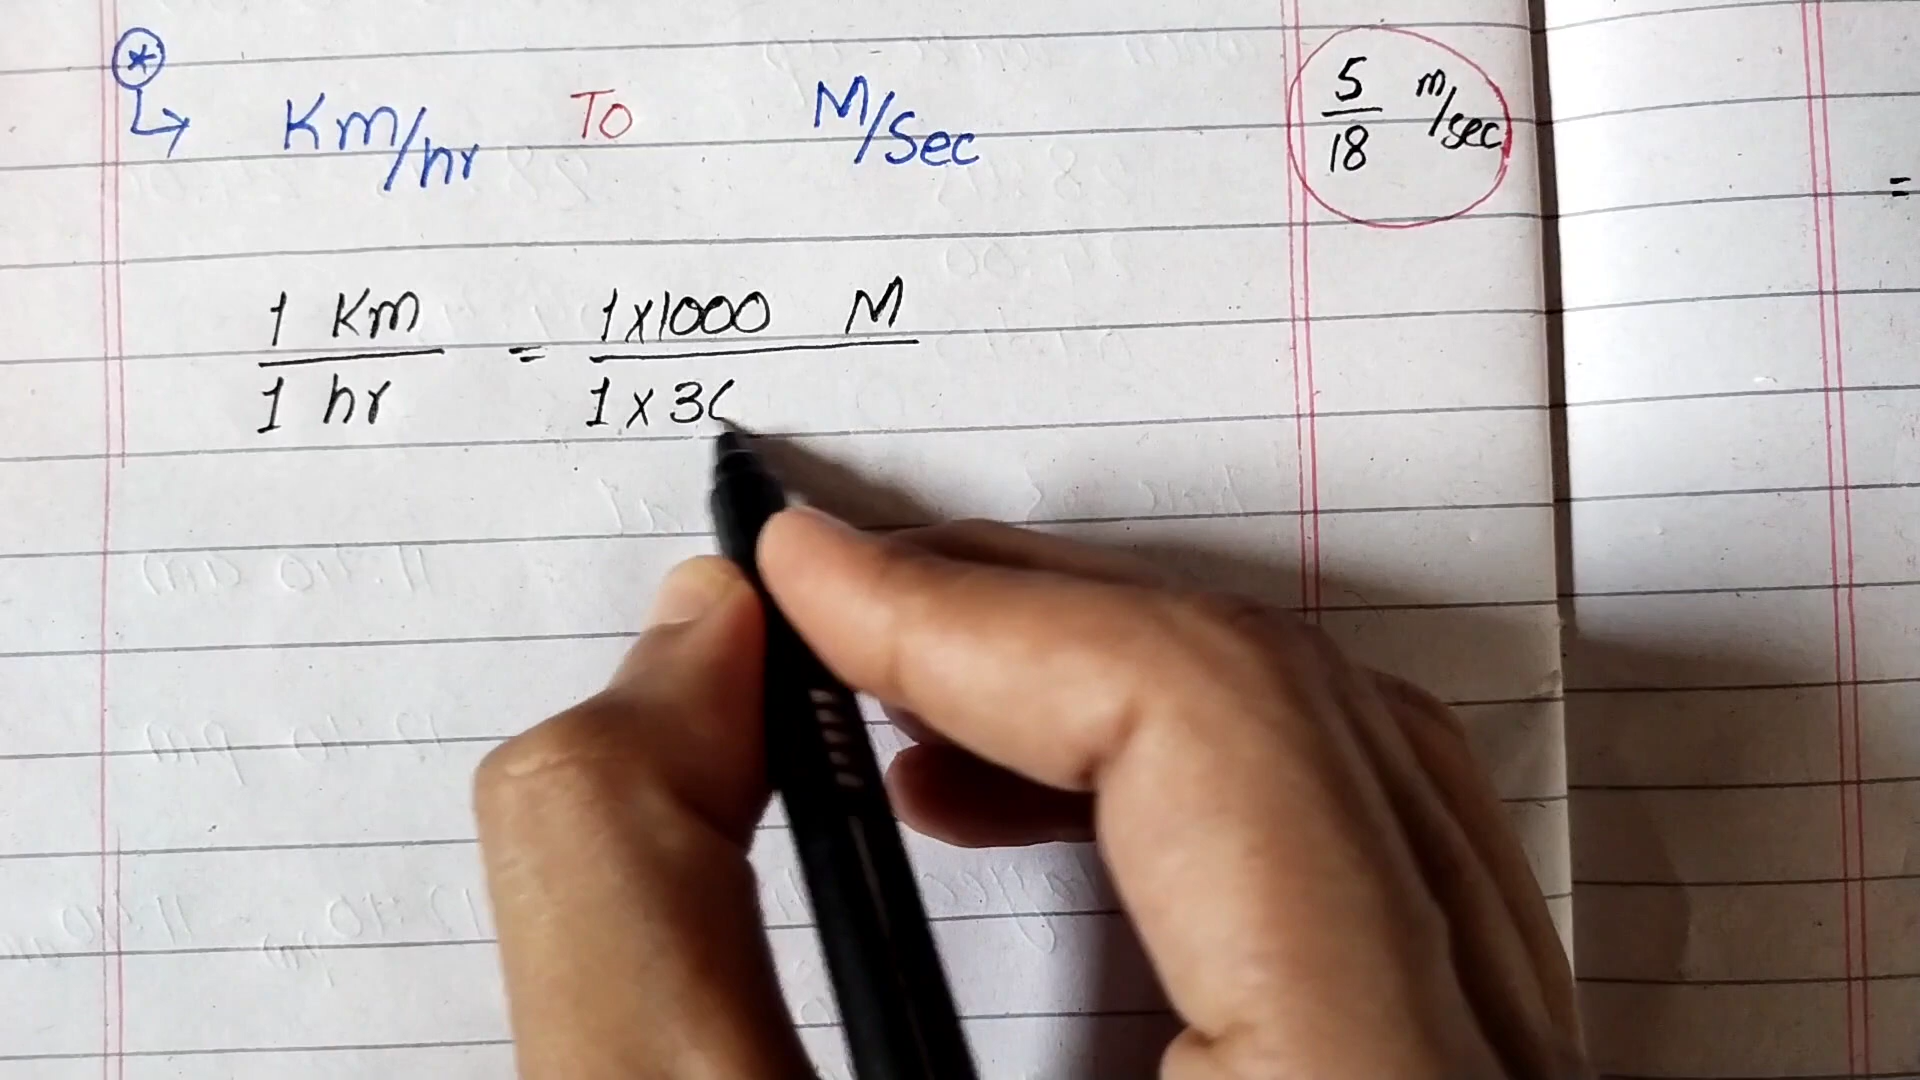 * Km/hr To M/Sec
5/18 m/sec
=
1 Km / 1 hr = 1x1000 M / 1 x 3